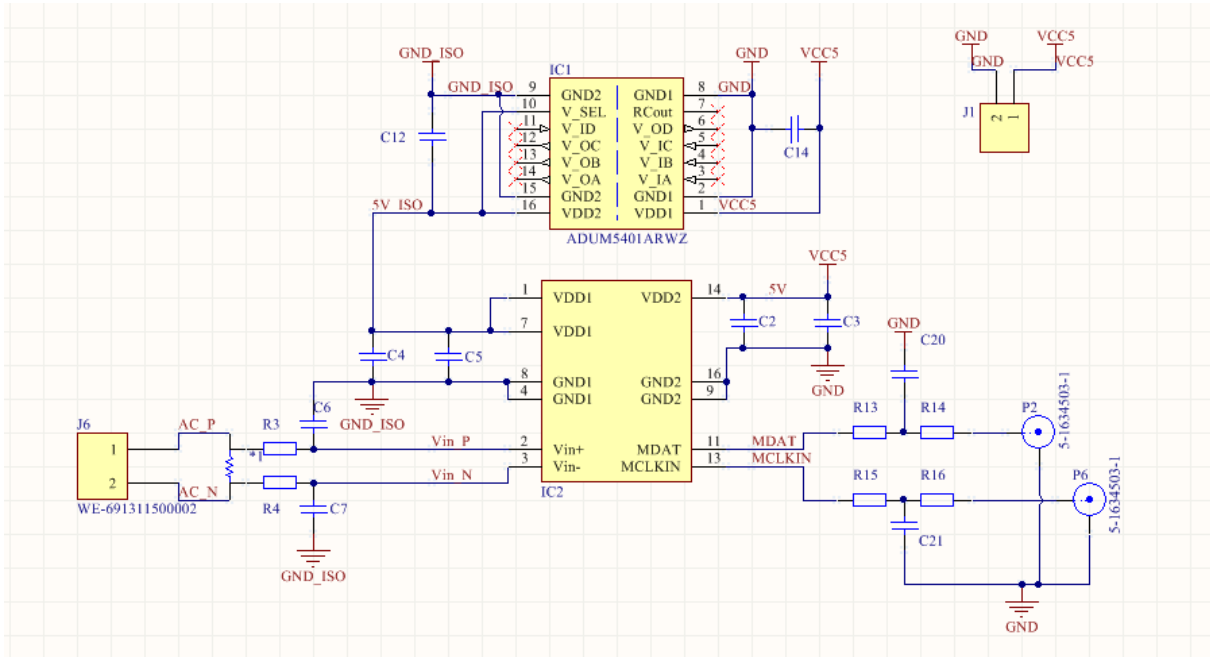 GND_ISO
GND
VCC5
GND
VCC5
IC1
GND_ISO
9
GND2
GND1
8
GND
GND
VCC5
10
V_SEL
RCout
7
J1
2
1
11
V_ID
V_OD
6
C12
12
V_OC
V_IC
5
C14
13
V_OB
V_IB
4
14
V_OA
V_IA
3
15
GND2
GND1
2
5V_ISO
16
VDD2
VDD1
1
VCC5
ADUM5401ARWZ
VCC5
1
VDD1
VDD2
14
5V
7
VDD1
C2
C3
C4
C5
8
GND1
GND2
16
4
GND1
GND2
9
GND
GND
C20
GND_ISO
C6
J6
AC_P
R3
R13
R14
P2
5-1634503-1
1
*1
Vin_P
2
Vin+
MDAT
11
MDAT
3
Vin-
MCLKIN
13
MCLKIN
2
AC_N
Vin_N
IC2
R15
R16
P6
5-1634503-1
WE-691311500002
R4
C7
C21
GND_ISO
GND